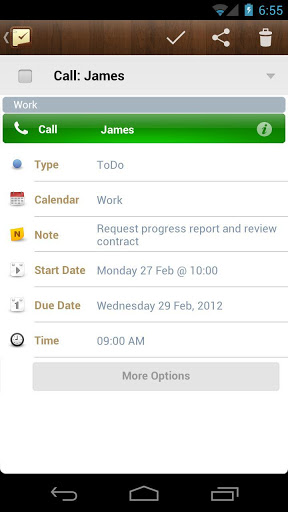 6:55
Call: James
Work
Call James
Type ToDo
Calendar Work
N
Note Request progress report and review
contract
Start Date Monday 27 Feb @ 10:00
1
Due Date Wednesday 29 Feb, 2012
Time 09:00 AM
More Options